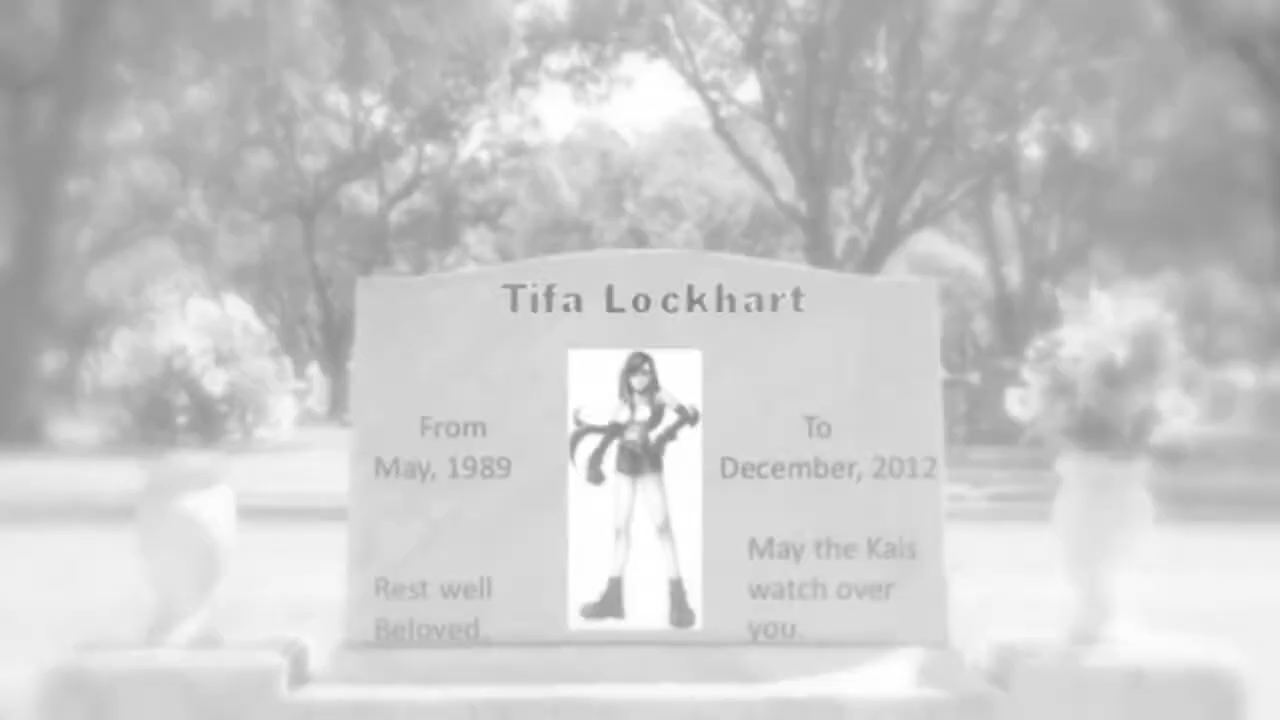 Tifa Lockhart
From
May, 1989
To
December, 2012
Rest well
Beloved.
May the Kais
watch over
you.